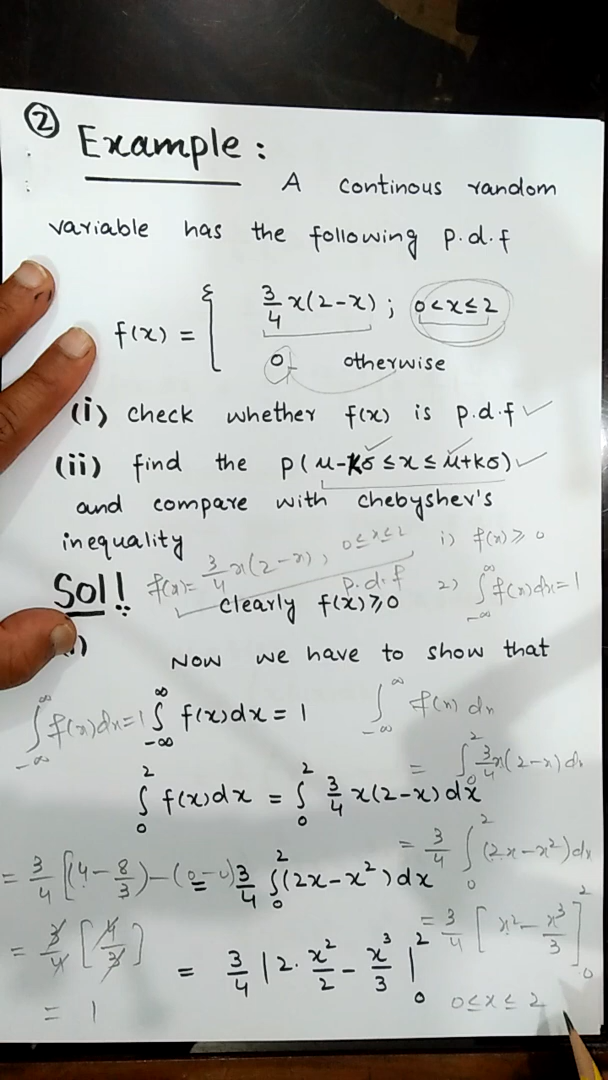 ② Example :
A continous random
variable has the following p.d.f
f(x) = { 3/4 x(2-x) ; 0<x≤2
0 otherwise
(i) check whether f(x) is p.d.f ✓
(ii) find the p(μ-kσ ≤x ≤ μ+kσ) ✓
and compare with chebyshev's
inequality
f(x)= 3/4 x(2-x), 0≤x≤2
i) f(x) ≥ 0
Sol!!
p.d.f
2) ∫_{-∞}^{∞} f(x)dx=1
clearly f(x)≥0
Now we have to show that
∫_{-∞}^{∞} f(x)dx=1
∫_{-∞}^{∞} f(x)dx = 1
∫_{-∞}^{∞} f(x) dx
= ∫_0^2 3/4 x(2-x) dx
∫_0^2 f(x)dx = ∫_0^2 3/4 x(2-x) dx
= 3/4 ∫_0^2 (2x-x²)dx
= 3/4 [(4-8/3)-(0-0)
= 3/4 ∫_0^2 (2x-x²) dx
= 3/4 [x² - x³/3]_0^2
= 3/4 [4/3]
= 3/4 | 2. x²/2 - x³/3 |_0^2
= 1
0≤x≤ 2